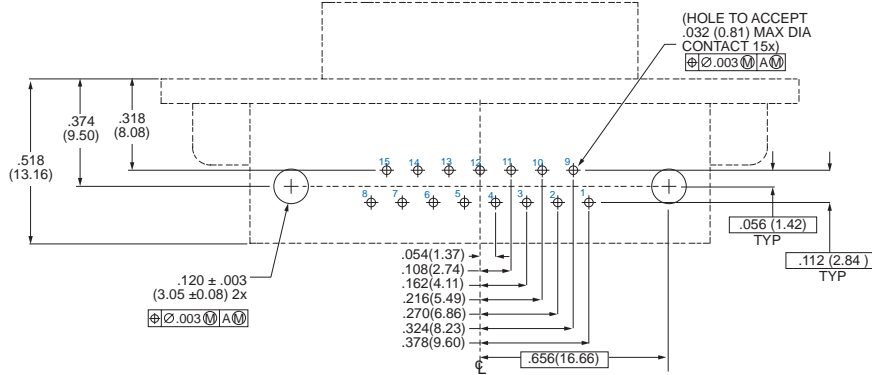 (HOLE TO ACCEPT
.032 (0.81) MAX DIA
CONTACT 15x)
⌖ ∅.003 Ⓜ A Ⓜ
.518
(13.16)
.374
(9.50)
.318
(8.08)
15 14 13 12 11 10 9
8 7 6 5 4 3 2 1
.056 (1.42)
TYP
.112 (2.84 )
TYP
.120 ± .003
(3.05 ±0.08) 2x
⌖ ∅.003 Ⓜ A Ⓜ
.054(1.37)
.108(2.74)
.162(4.11)
.216(5.49)
.270(6.86)
.324(8.23)
.378(9.60)
.656(16.66)
℄